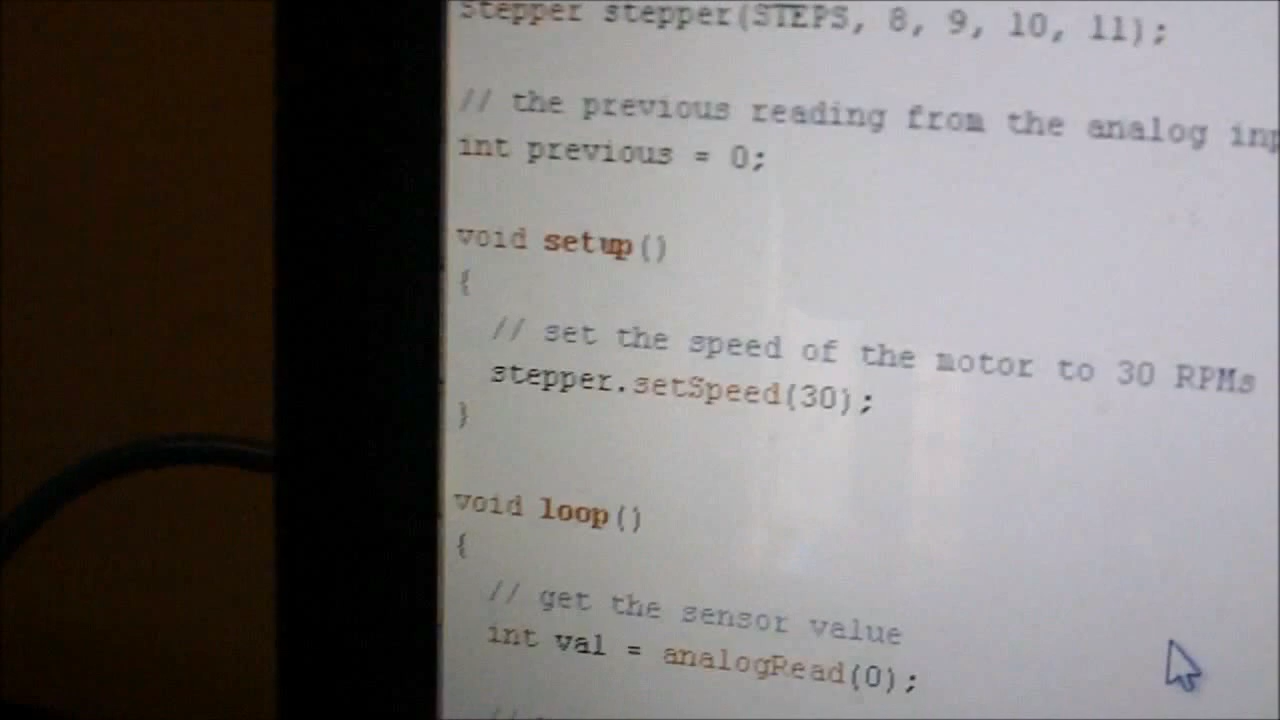 Stepper stepper(STEPS, 8, 9, 10, 11);
// the previous reading from the analog inp
int previous = 0;
void setup()
{
// set the speed of the motor to 30 RPMs
stepper.setSpeed(30);
}
void loop()
{
// get the sensor value
int val = analogRead(0);
//